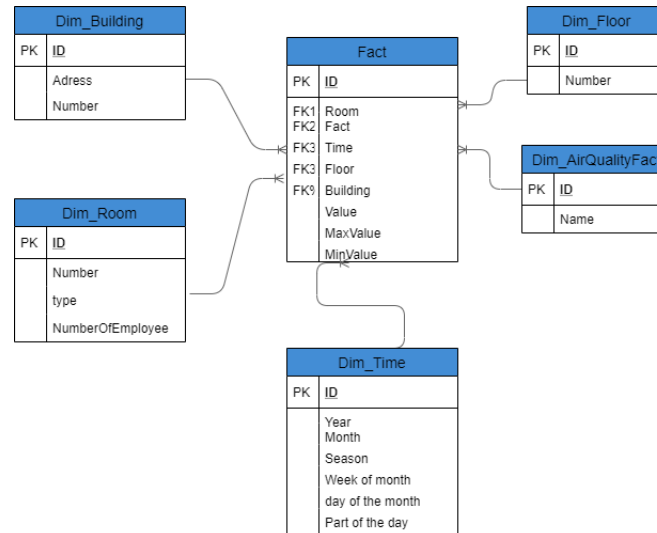 Dim_Building
PK ID
Adress
Number
Fact
PK ID
FK1 Room
FK2 Fact
FK3 Time
FK3 Floor
FK9 Building
Value
MaxValue
MinValue
Dim_Floor
PK ID
Number
Dim_AirQualityFac
PK ID
Name
Dim_Room
PK ID
Number
type
NumberOfEmployee
Dim_Time
PK ID
Year
Month
Season
Week of month
day of the month
Part of the day